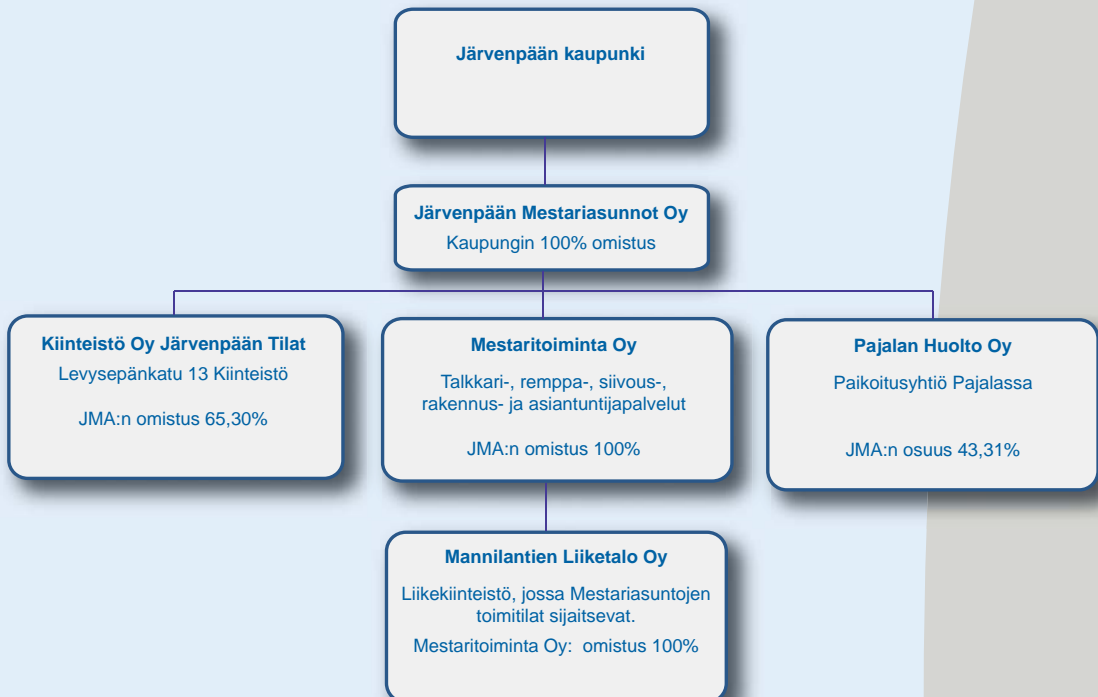 Järvenpään kaupunki
Järvenpään Mestariasunnot Oy
Kaupungin 100% omistus
Kiinteistö Oy Järvenpään Tilat
Levysepänkatu 13 Kiinteistö
JMA:n omistus 65,30%
Mestaritoiminta Oy
Talkkari-, remppa-, siivous-,
rakennus- ja asiantuntijapalvelut
JMA:n omistus 100%
Pajalan Huolto Oy
Paikoitusyhtiö Pajalassa
JMA:n osuus 43,31%
Mannilantien Liiketalo Oy
Liikekiinteistö, jossa Mestariasuntojen
toimitilat sijaitsevat.
Mestaritoiminta Oy: omistus 100%